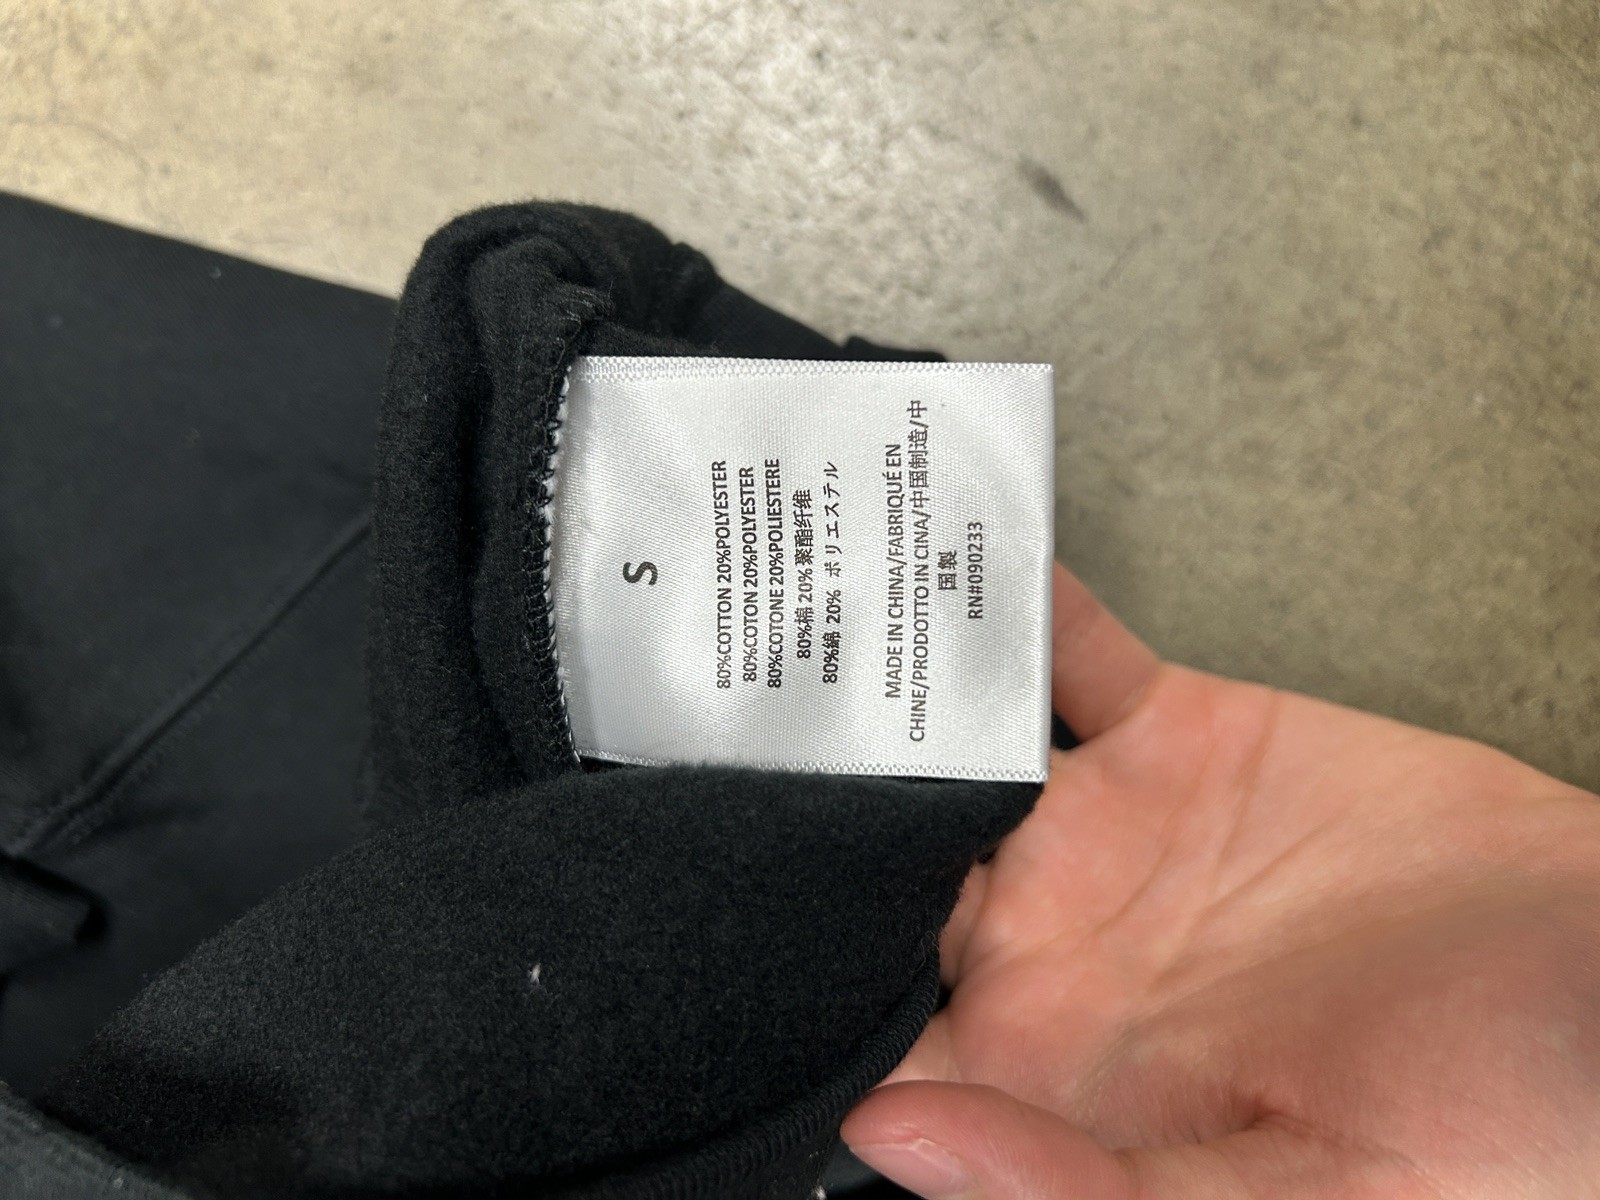 S
80%COTTON 20%POLYESTER
80%COTON 20%POLYESTER
80%COTONE 20%POLIESTERE
80%棉 20%聚酯纤维
80%綿 20% ポリエステル
MADE IN CHINA/FABRIQUÉ EN
CHINE/PRODOTTO IN CINA/中国制造/中
国製
RN#090233